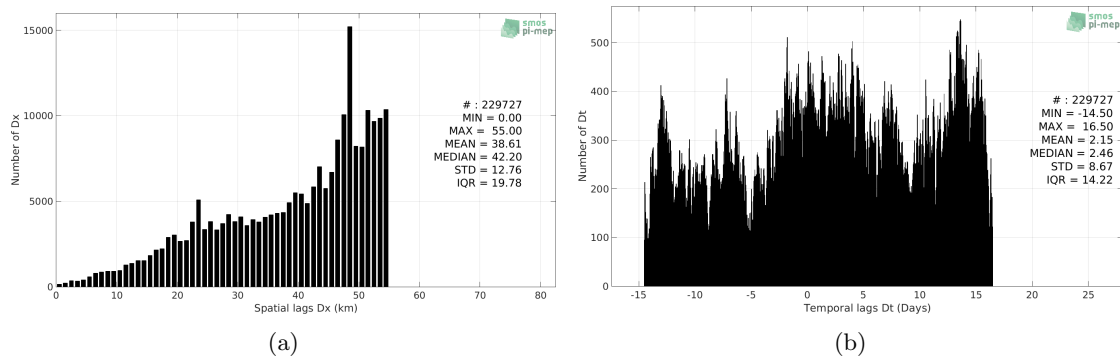 15000
10000
5000
0
Number of Dx
0 10 20 30 40 50 60 70 80
Spatial lags Dx (km)
smos
pi-mep
# : 229727
MIN = 0.00
MAX = 55.00
MEAN = 38.61
MEDIAN = 42.20
STD = 12.76
IQR = 19.78
(a)
500
400
300
200
100
0
Number of Dt
-15 -10 -5 0 5 10 15 20 25
Temporal lags Dt (Days)
smos
pi-mep
# : 229727
MIN = -14.50
MAX = 16.50
MEAN = 2.15
MEDIAN = 2.46
STD = 8.67
IQR = 14.22
(b)